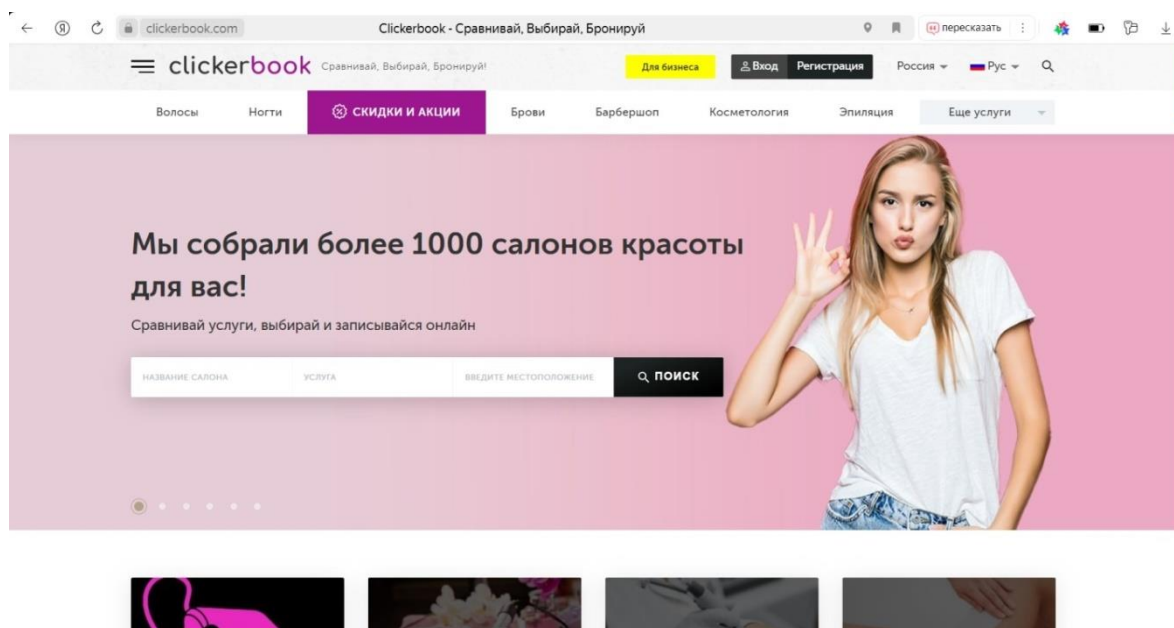 clickerbook.com
Clickerbook - Сравнивай, Выбирай, Бронируй
пересказать
clickerbook Сравнивай, Выбирай, Бронируй!
Для бизнеса
Вход Регистрация
Россия
Рус
Волосы Ногти СКИДКИ И АКЦИИ Брови Барбершоп Косметология Эпиляция Еще услуги
Мы собрали более 1000 салонов красоты
для вас!
Сравнивай услуги, выбирай и записывайся онлайн
НАЗВАНИЕ САЛОНА УСЛУГА ВВЕДИТЕ МЕСТОПОЛОЖЕНИЕ ПОИСК